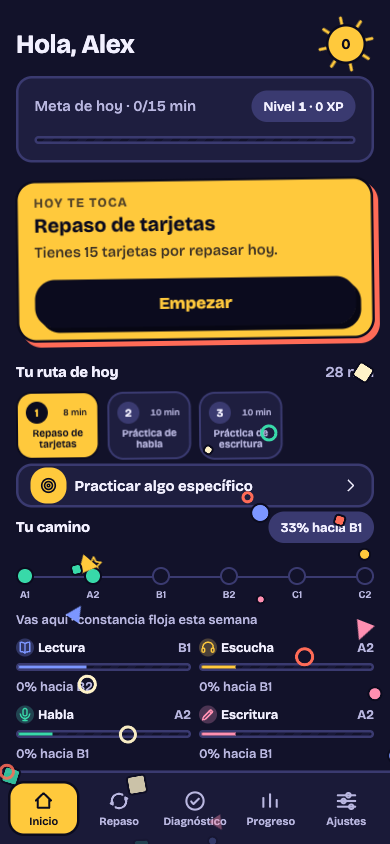 Hola, Alex
0
Meta de hoy · 0/15 min
Nivel 1 · 0 XP
HOY TE TOCA
Repaso de tarjetas
Tienes 15 tarjetas por repasar hoy.
Empezar
Tu ruta de hoy
28
1 8 min
Repaso de
tarjetas
2 10 min
Práctica de
habla
3 10 min
Práctica de
escritura
Practicar algo específico
Tu camino
33% hacia B1
A1 A2 B1 B2 C1 C2
Vas aquí · constancia floja esta semana
Lectura B1
0% hacia B2
Escucha A2
0% hacia B1
Habla A2
0% hacia B1
Escritura A2
0% hacia B1
Inicio Repaso Diagnóstico Progreso Ajustes